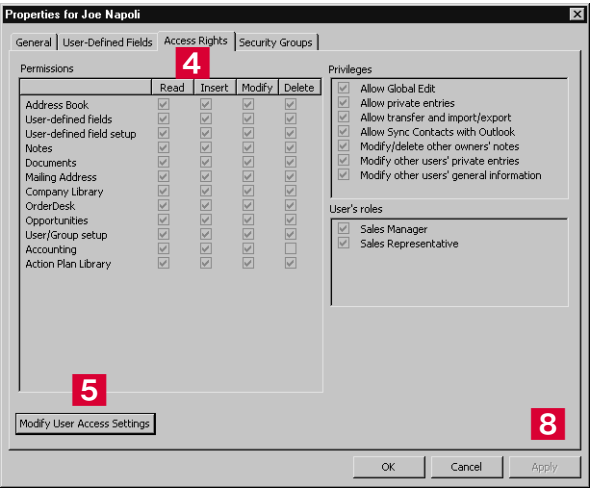 Properties for Joe Napoli
General User-Defined Fields Access Rights Security Groups
4
Permissions
Read Insert Modify Delete
Address Book
User-defined fields
User-defined field setup
Notes
Documents
Mailing Address
Company Library
OrderDesk
Opportunities
User/Group setup
Accounting
Action Plan Library
Privileges
Allow Global Edit
Allow private entries
Allow transfer and import/export
Allow Sync Contacts with Outlook
Modify/delete other owners' notes
Modify other users' private entries
Modify other users' general information
User's roles
Sales Manager
Sales Representative
5
Modify User Access Settings
8
OK Cancel Apply